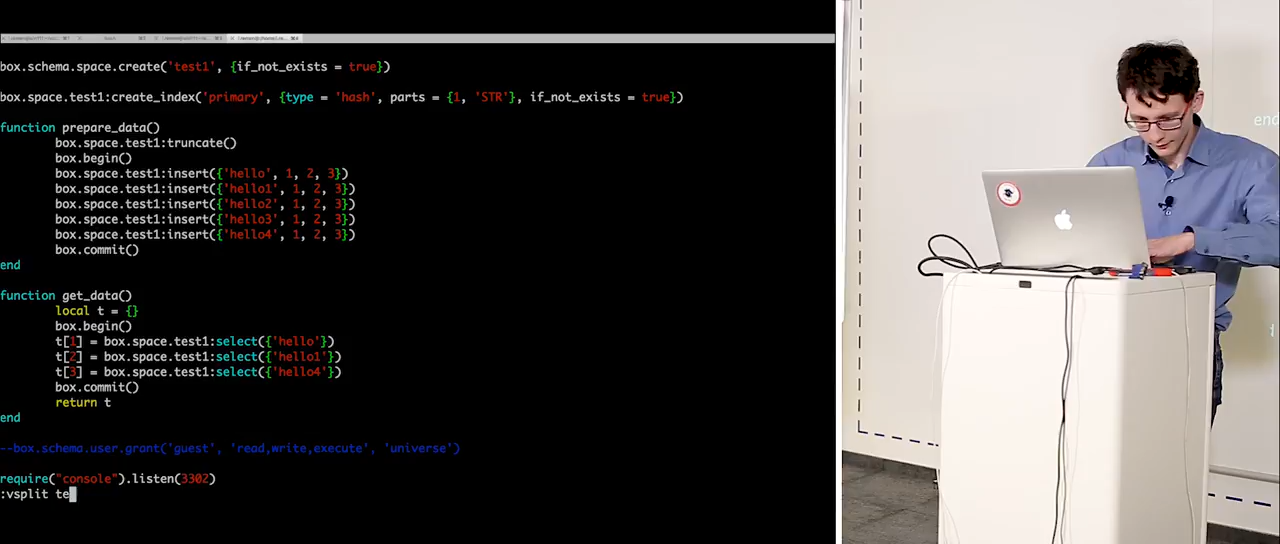 box.schema.space.create('test1', {if_not_exists = true})
box.space.test1:create_index('primary', {type = 'hash', parts = {1, 'STR'}, if_not_exists = true})
function prepare_data()
box.space.test1:truncate()
box.begin()
box.space.test1:insert({'hello', 1, 2, 3})
box.space.test1:insert({'hello1', 1, 2, 3})
box.space.test1:insert({'hello2', 1, 2, 3})
box.space.test1:insert({'hello3', 1, 2, 3})
box.space.test1:insert({'hello4', 1, 2, 3})
box.commit()
end
function get_data()
local t = {}
box.begin()
t[1] = box.space.test1:select({'hello'})
t[2] = box.space.test1:select({'hello1'})
t[3] = box.space.test1:select({'hello4'})
box.commit()
return t
end
--box.schema.user.grant('guest', 'read,write,execute', 'universe')
require("console").listen(3302)
:vsplit te
end